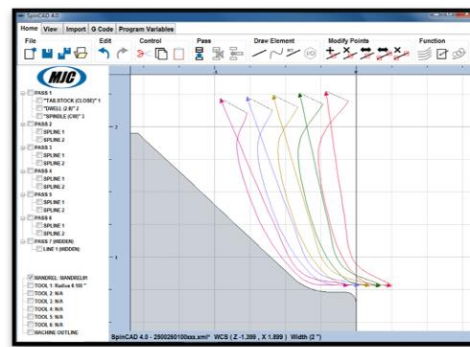 SpinCAD 4.0
Home View Import G Code Program Variables
File Edit Control Pass Draw Element Modify Points Function
MJC
PASS 1
"TAILSTOCK (CLOSE)" 1
"DWELL (2.0)" 2
"SPINDLE (CW)" 3
PASS 2
SPLINE 1
SPLINE 2
PASS 3
SPLINE 1
SPLINE 2
PASS 4
SPLINE 1
SPLINE 2
PASS 5
SPLINE 1
SPLINE 2
PASS 6
SPLINE 1
SPLINE 2
PASS 7 (HIDDEN)
LINE 1 (HIDDEN)
MANDREL: MANDREL01
TOOL 1: Radius 4.100"
TOOL 2: N/A
TOOL 3: N/A
TOOL 4: N/A
TOOL 5: N/A
TOOL 6: N/A
MACHINE OUTLINE
SpinCAD 4.0 - 2500260100xxx.xml* WCS ( Z -1.399 , X 1.899 ) Width (2 ")